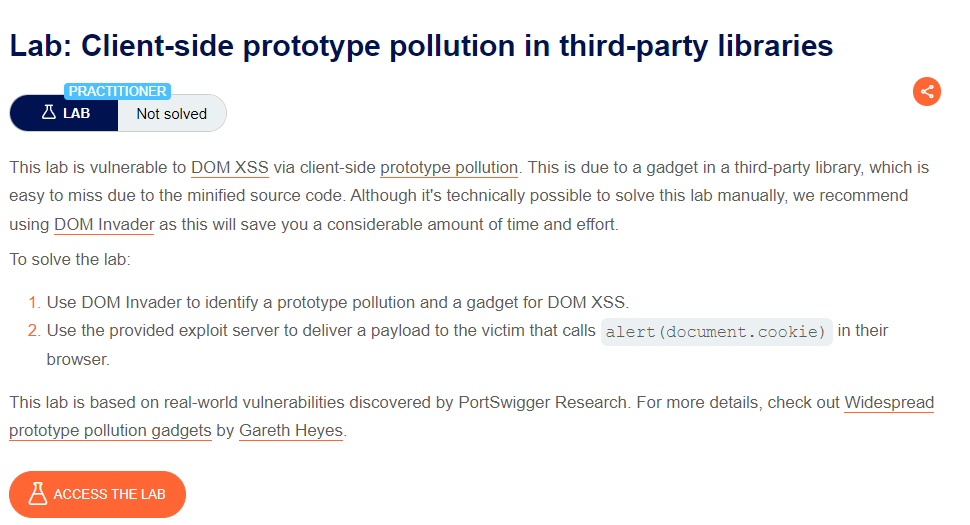 Lab: Client-side prototype pollution in third-party libraries
PRACTITIONER
LAB
Not solved
This lab is vulnerable to DOM XSS via client-side prototype pollution. This is due to a gadget in a third-party library, which is
easy to miss due to the minified source code. Although it's technically possible to solve this lab manually, we recommend
using DOM Invader as this will save you a considerable amount of time and effort.
To solve the lab:
1. Use DOM Invader to identify a prototype pollution and a gadget for DOM XSS.
2. Use the provided exploit server to deliver a payload to the victim that calls alert(document.cookie) in their
browser.
This lab is based on real-world vulnerabilities discovered by PortSwigger Research. For more details, check out Widespread
prototype pollution gadgets by Gareth Heyes.
ACCESS THE LAB